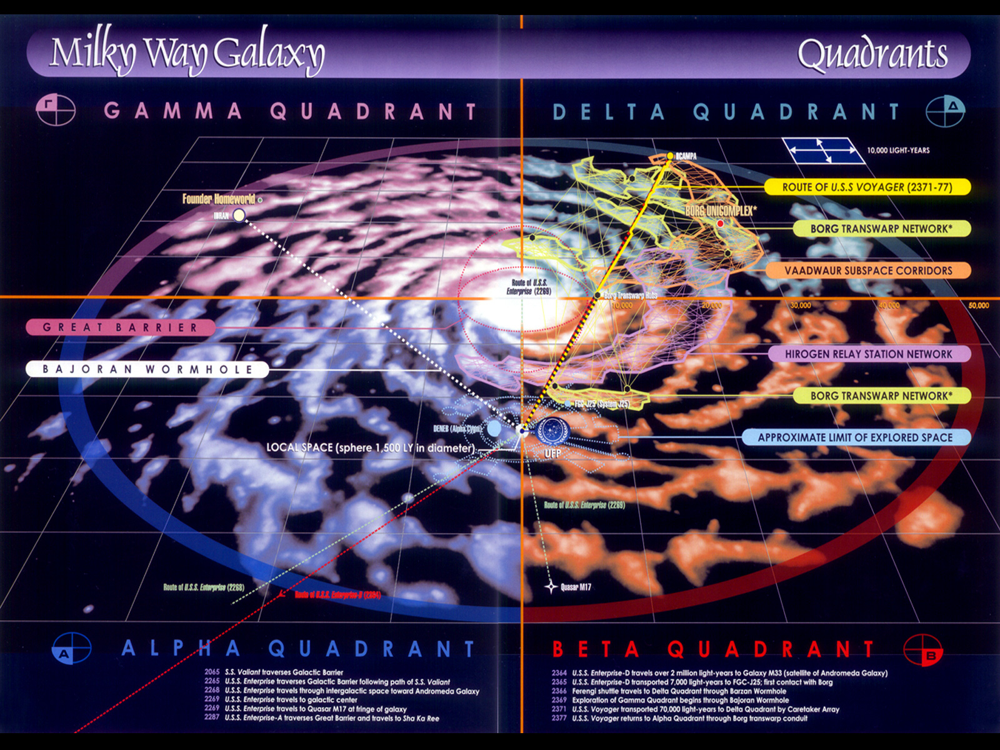 Milky Way Galaxy
Quadrants
Γ
GAMMA QUADRANT
DELTA QUADRANT
Δ
10,000 LIGHT-YEARS
OCAMPA
ROUTE OF U.S.S VOYAGER (2371-77)
Founder Homeworld
IDRAN
BORG UNICOMPLEX*
BORG TRANSWARP NETWORK*
VAADWAUR SUBSPACE CORRIDORS
Route of U.S.S.
Enterprise (2269)
Borg Transwarp Hubs
10,000
20,000
30,000
40,000
50,000
GREAT BARRIER
HIROGEN RELAY STATION NETWORK
BAJORAN WORMHOLE
BORG TRANSWARP NETWORK*
FGC-J25 (System J25)
DENEB (Alpha Cygni)
APPROXIMATE LIMIT OF EXPLORED SPACE
LOCAL SPACE (sphere 1,500 LY in diameter)
UFP
Route of U.S.S. Enterprise (2269)
Route of U.S.S. Enterprise (2268)
Route of U.S.S. Enterprise-D (2364)
Quasar M17
A
ALPHA QUADRANT
BETA QUADRANT
B
2065 S.S. Valiant traverses Galactic Barrier
2265 U.S.S. Enterprise traverses Galactic Barrier following path of S.S. Valiant
2268 U.S.S. Enterprise travels through intergalactic space toward Andromeda Galaxy
2269 U.S.S. Enterprise travels to galactic center
2269 U.S.S. Enterprise travels to Quasar M17 at fringe of galaxy
2287 U.S.S. Enterprise-A traverses Great Barrier and travels to Sha Ka Ree
2364 U.S.S. Enterprise-D travels over 2 million light-years to Galaxy M33 (satellite of Andromeda Galaxy)
2365 U.S.S. Enterprise-D transported 7,000 light-years to FGC-J25; first contact with Borg
2366 Ferengi shuttle travels to Delta Quadrant through Barzan Wormhole
2369 Exploration of Gamma Quadrant begins through Bajoran Wormhole
2371 U.S.S. Voyager transported 70,000 light-years to Delta Quadrant by Caretaker Array
2377 U.S.S. Voyager returns to Alpha Quadrant through Borg transwarp conduit